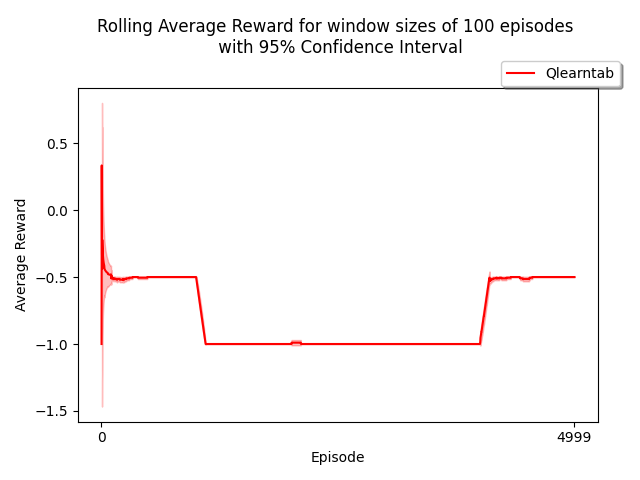 Rolling Average Reward for window sizes of 100 episodes
with 95% Confidence Interval
Qlearntab
0.5
0.0
−0.5
−1.0
−1.5
Average Reward
0
4999
Episode